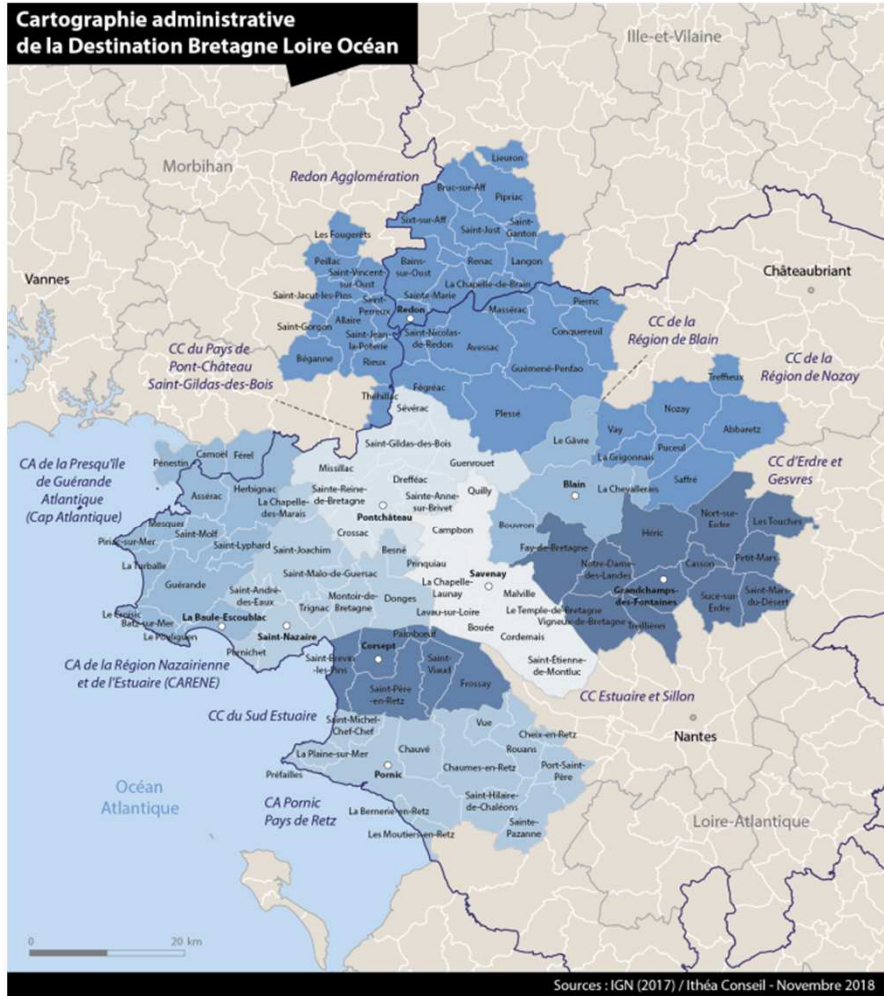 Cartographie administrative
de la Destination Bretagne Loire Océan
Ille-et-Vilaine
Morbihan
Redon Agglomération
Lieuron
Bruc-sur-Aff
Pipriac
Sixt-sur-Aff
Saint-Just
Saint-
Ganton
Les Fougerêts
Peillac
Bains-
sur-Oust
Renac
Langon
Vannes
Saint-Vincent-
sur-Oust
La Chapelle-de-Brain
Châteaubriant
Saint-Jacut-les-Pins
Saint-
Perreux
Sainte-Marie
Redon
Massérac
Pierric
Saint-Gorgon
Allaire
Saint-Jean-
la-Poterie
Saint-Nicolas-
de-Redon
Conquereuil
CC de la
Région de Blain
CC du Pays de
Pont-Château
Saint-Gildas-des-Bois
Béganne
Rieux
Avessac
Guémené-Penfao
CC de la
Région de Nozay
Théhillac
Fégréac
Plessé
Treffieux
Sévérac
Nozay
Abbaretz
Saint-Gildas-des-Bois
Le Gâvre
Vay
Puceul
CA de la Presqu'île
de Guérande
Atlantique
(Cap Atlantique)
Pénestin
Camoël
Férel
Missillac
Guenrouet
La Grigonnais
Saffré
CC d'Erdre et
Gesvres
Assérac
Herbignac
Drefféac
Sainte-Reine-
de-Bretagne
Sainte-Anne-
sur-Brivet
Quilly
Blain
La Chevallerais
La Chapelle-
des-Marais
Pontchâteau
Nort-sur-
Erdre
Les Touches
Mesquer
Saint-Molf
Crossac
Campbon
Bouvron
Héric
Piriac-sur-Mer
Saint-Lyphard
Saint-Joachim
Besné
Fay-de-Bretagne
Petit-Mars
La Turballe
Prinquiau
Notre-Dame-
des-Landes
Casson
Guérande
Saint-Malo-de-Guersac
Savenay
Grandchamps-
des-Fontaines
Saint-Mars-
du-Désert
Saint-André-
des-Eaux
Montoir-de-
Bretagne
Donges
La Chapelle-
Launay
Malville
Sucé-sur-
Erdre
Trignac
Lavau-sur-Loire
Le Temple-de-Bretagne
Vigneux-de-Bretagne
Treillières
Le Croisic
Batz-sur-Mer
Le Pouliguen
La Baule-Escoublac
Saint-Nazaire
Bouée
Cordemais
Pornichet
Paimbœuf
Corsept
Saint-Brévin
-les-Pins
Saint-
Viaud
Saint-Étienne-
de-Montluc
CA de la Région Nazairienne
et de l'Estuaire (CARENE)
Saint-Père
-en-Retz
Frossay
CC Estuaire et Sillon
CC du Sud Estuaire
Saint-Michel-
Chef-Chef
Vue
Cheix-en-Retz
Nantes
La Plaine-sur-Mer
Chauvé
Rouans
Port-Saint-
Père
Préfailles
Pornic
Chaumes-en-Retz
Océan
Atlantique
CA Pornic
Pays de Retz
Saint-Hilaire-
de-Chaléons
La Bernerie-en-Retz
Sainte-
Pazanne
Loire-Atlantique
Les Moutiers-en-Retz
0 20 km
Sources : IGN (2017) / Ithéa Conseil - Novembre 2018